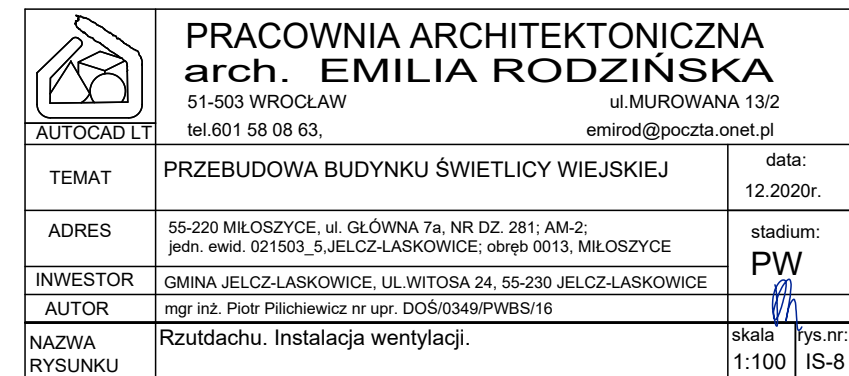 PRACOWNIA ARCHITEKTONICZNA
arch. EMILIA RODZIŃSKA
51-503 WROCŁAW ul.MUROWANA 13/2
AUTOCAD LT tel.601 58 08 63, emirod@poczta.onet.pl
TEMAT PRZEBUDOWA BUDYNKU ŚWIETLICY WIEJSKIEJ data:
12.2020r.
ADRES 55-220 MIŁOSZYCE, ul. GŁÓWNA 7a, NR DZ. 281; AM-2;
jedn. ewid. 021503_5,JELCZ-LASKOWICE; obręb 0013, MIŁOSZYCE
stadium:
PW
INWESTOR GMINA JELCZ-LASKOWICE, UL.WITOSA 24, 55-230 JELCZ-LASKOWICE
AUTOR mgr inż. Piotr Pilichiewicz nr upr. DOŚ/0349/PWBS/16
NAZWA RYSUNKU
Rzutdachu. Instalacja wentylacji.
skala rys.nr:
1:100 IS-8